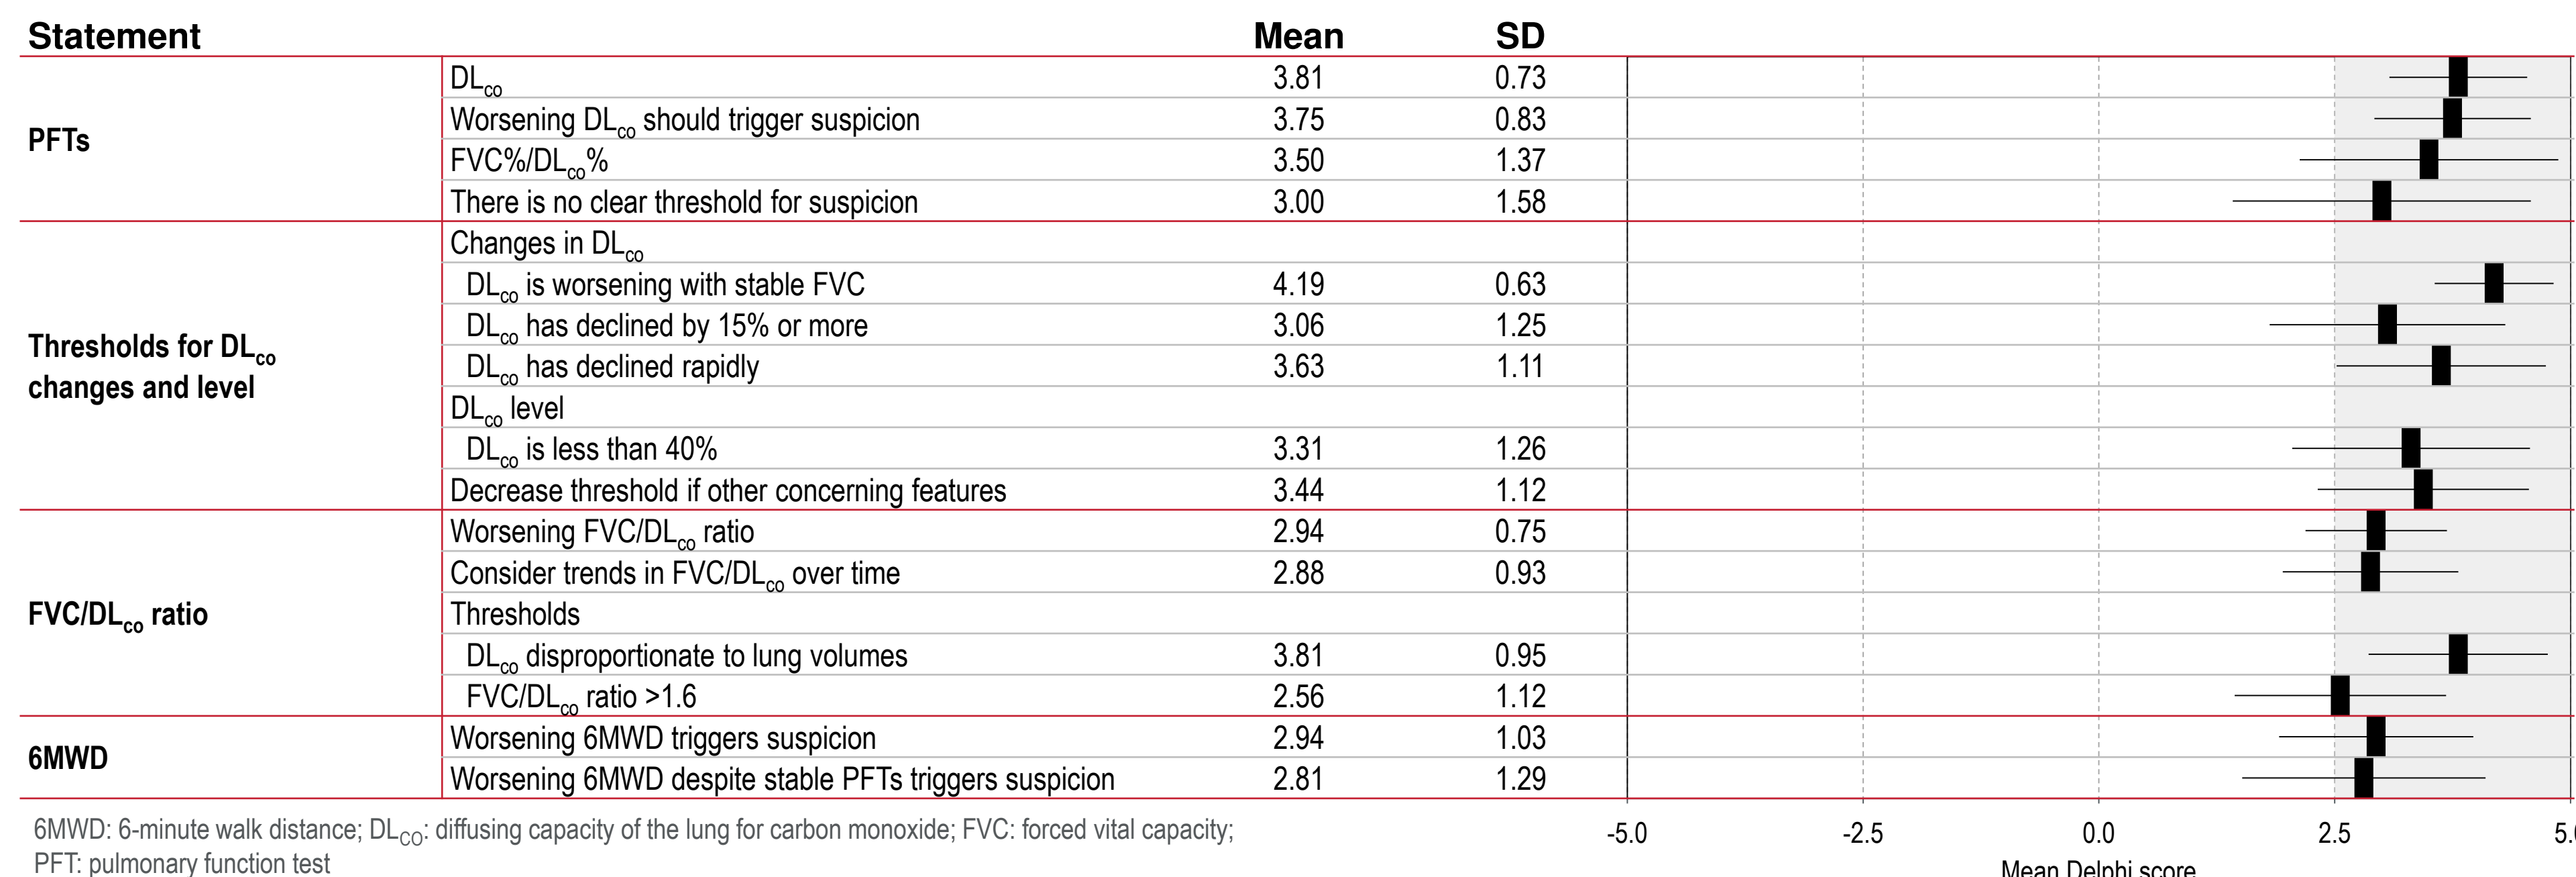 Statement Mean SD
PFTs
DLco 3.81 0.73
Worsening DLco should trigger suspicion 3.75 0.83
FVC%/DLco% 3.50 1.37
There is no clear threshold for suspicion 3.00 1.58
Thresholds for DLco
changes and level
Changes in DLco
DLco is worsening with stable FVC 4.19 0.63
DLco has declined by 15% or more 3.06 1.25
DLco has declined rapidly 3.63 1.11
DLco level
DLco is less than 40% 3.31 1.26
Decrease threshold if other concerning features 3.44 1.12
FVC/DLco ratio
Worsening FVC/DLco ratio 2.94 0.75
Consider trends in FVC/DLco over time 2.88 0.93
Thresholds
DLco disproportionate to lung volumes 3.81 0.95
FVC/DLco ratio >1.6 2.56 1.12
6MWD
Worsening 6MWD triggers suspicion 2.94 1.03
Worsening 6MWD despite stable PFTs triggers suspicion 2.81 1.29
6MWD: 6-minute walk distance; DLCO: diffusing capacity of the lung for carbon monoxide; FVC: forced vital capacity;
PFT: pulmonary function test
-5.0 -2.5 0.0 2.5
Mean Delphi score